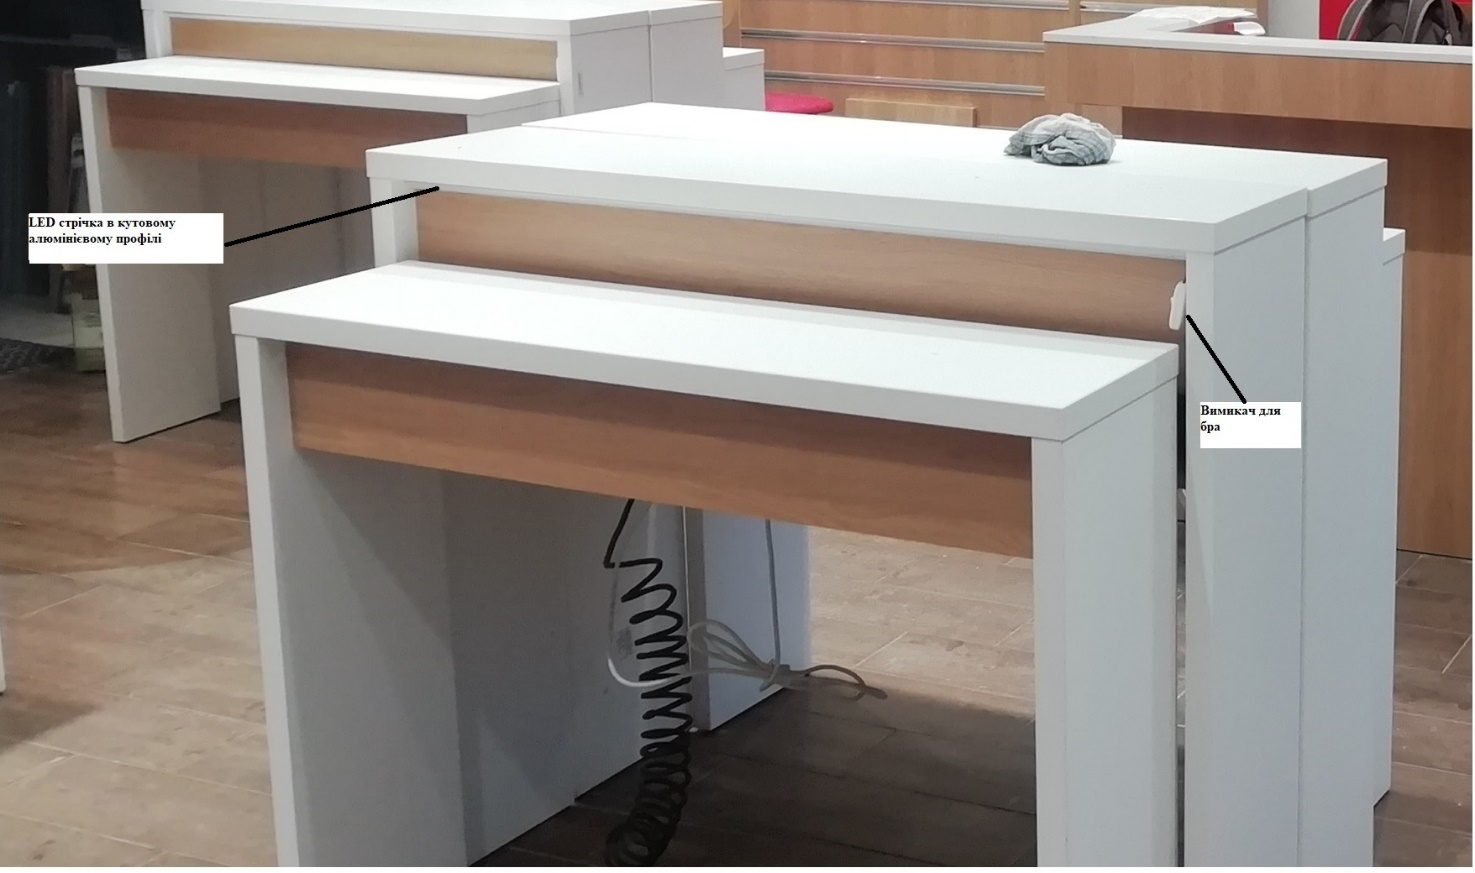 LED стрічка в кутовому
алюмінієвому профілі
Вимикач для
бра